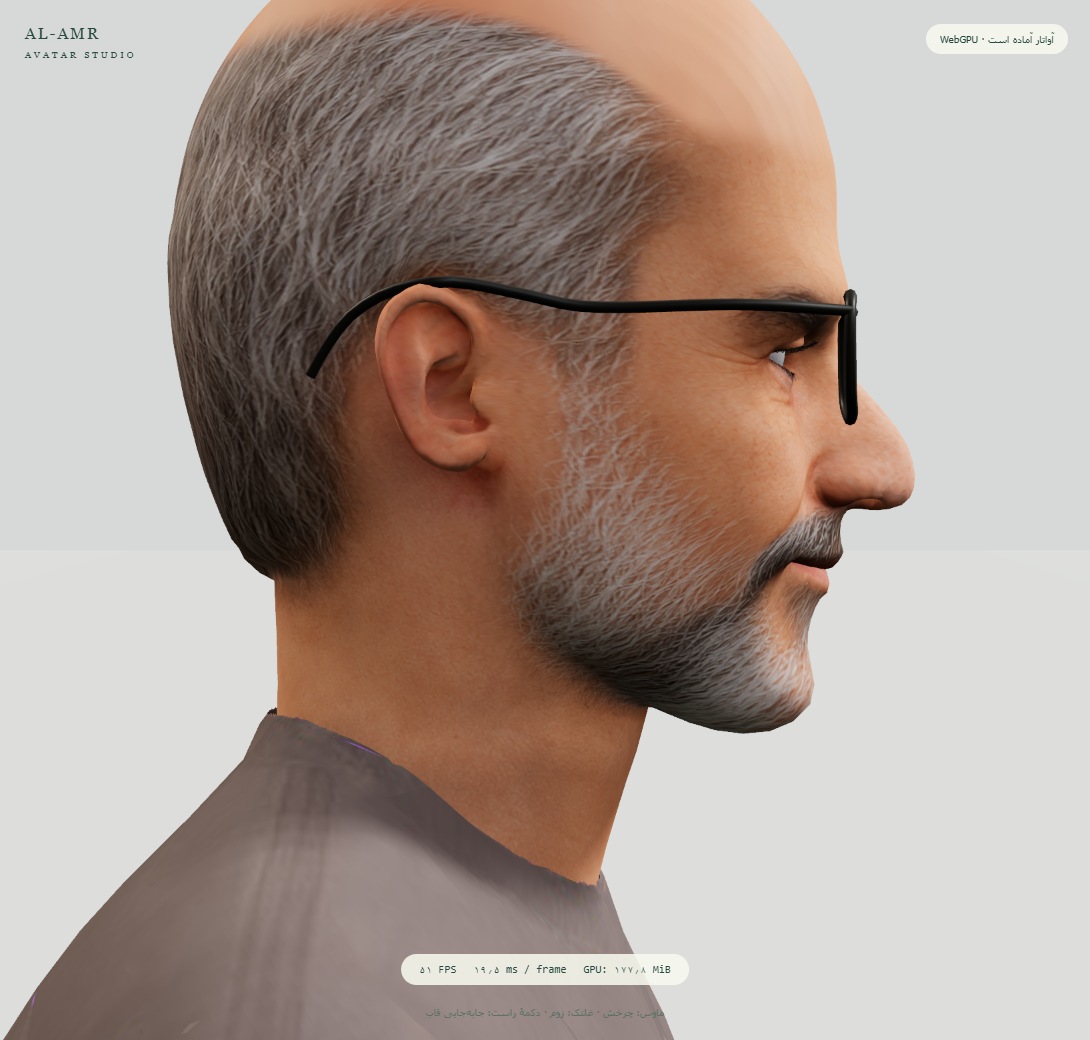 AL-AMR
AVATAR STUDIO
آواتار آماده است · WebGPU
۵۱ FPS ۱۹٫۵ ms / frame GPU: ۱۷۷٫۸ MiB
ماوس: چرخش · غلتک: زوم · دکمهٔ راست: جابه‌جایی قاب